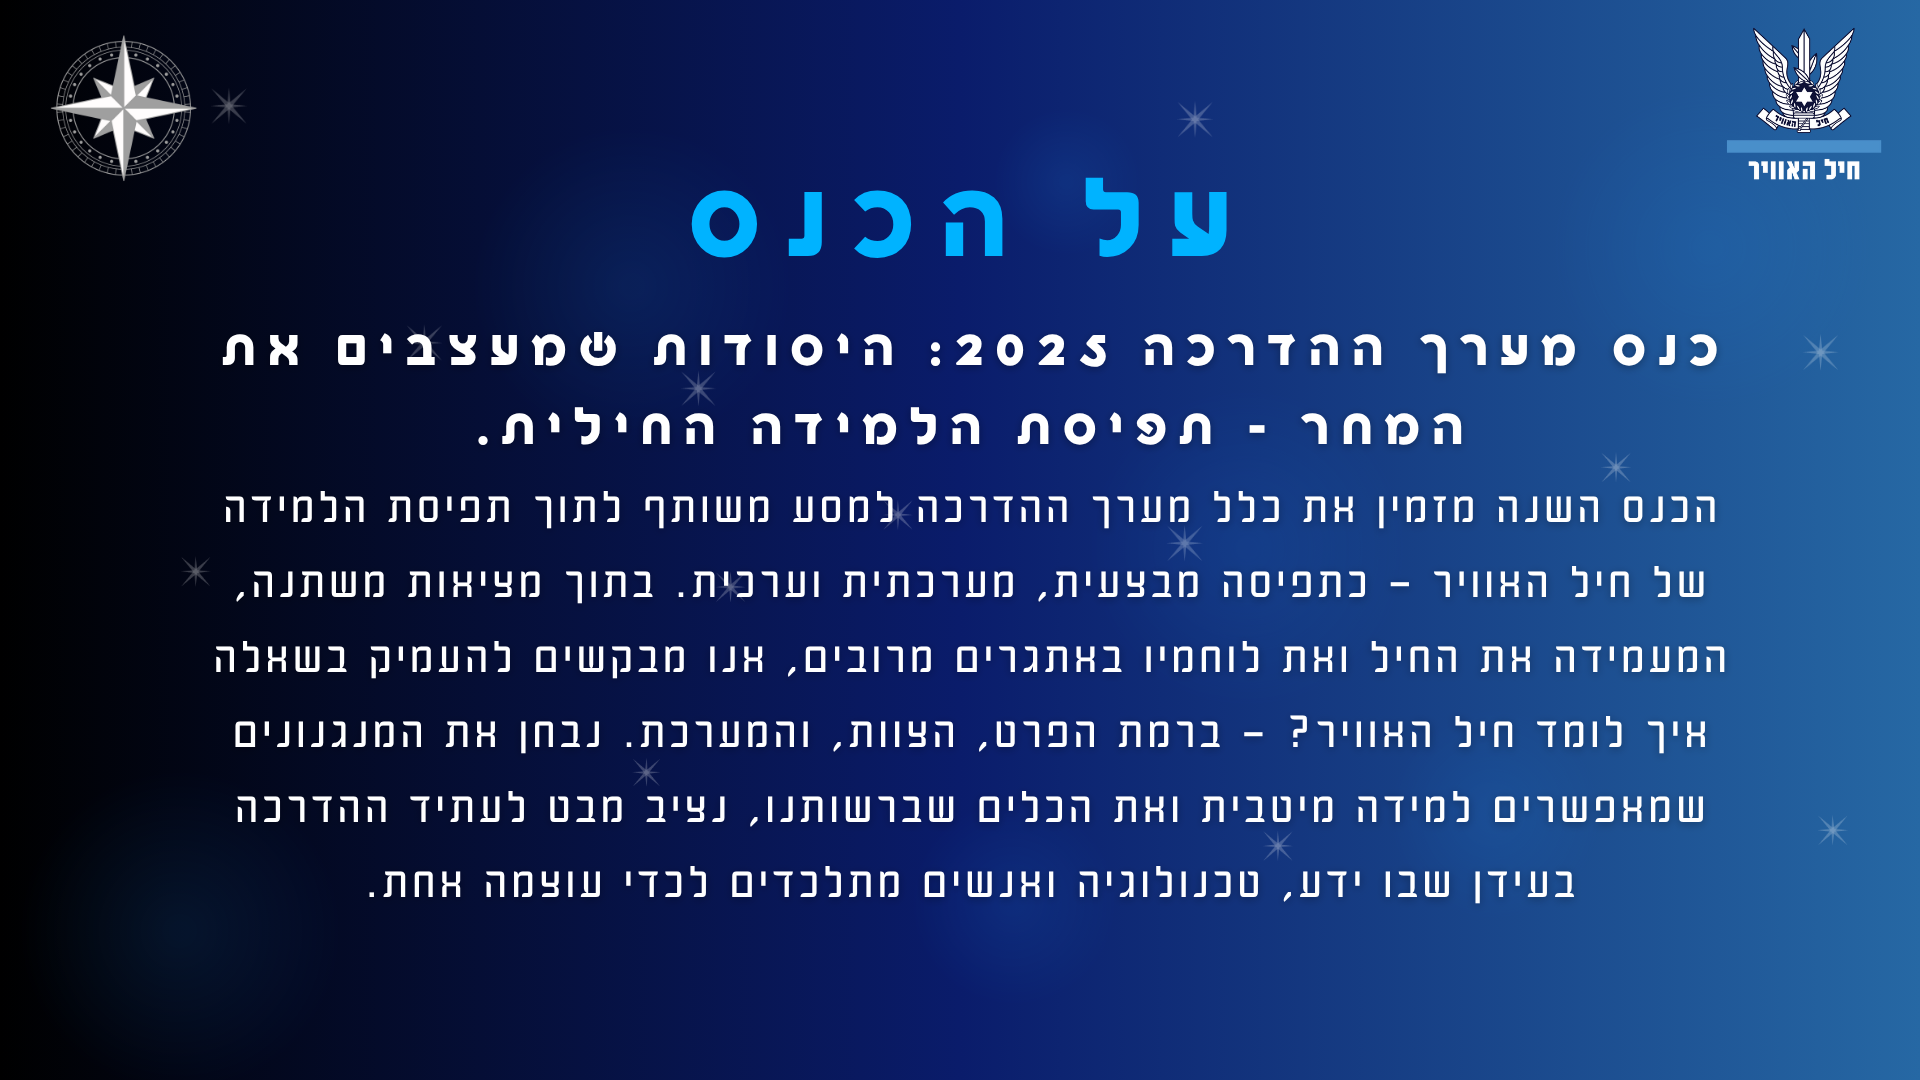 חיל האוויר
חיל האוויר
על הכנס
כנס מערך ההדרכה 2025: היסודות שמעצבים את
המחר - תפיסת הלמידה החילית.
הכנס השנה מזמין את כלל מערך ההדרכה למסע משותף לתוך תפיסת הלמידה
של חיל האוויר – כתפיסה מבצעית, מערכתית וערכית. בתוך מציאות משתנה,
המעמידה את החיל ואת לוחמיו באתגרים מרובים, אנו מבקשים להעמיק בשאלה
איך לומד חיל האוויר? – ברמת הפרט, הצוות, והמערכת. נבחן את המנגנונים
שמאפשרים למידה מיטבית ואת הכלים שברשותנו, נציב מבט לעתיד ההדרכה
בעידן שבו ידע, טכנולוגיה ואנשים מתלכדים לכדי עוצמה אחת.